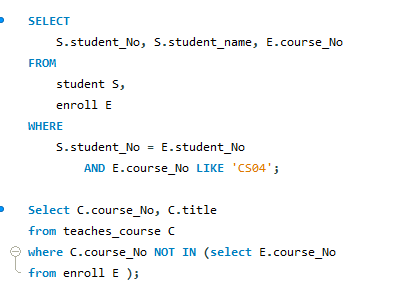 SELECT
S.student_No, S.student_name, E.course_No
FROM
student S,
enroll E
WHERE
S.student_No = E.student_No
AND E.course_No LIKE 'CS04';
Select C.course_No, C.title
from teaches_course C
where C.course_No NOT IN (select E.course_No
from enroll E );